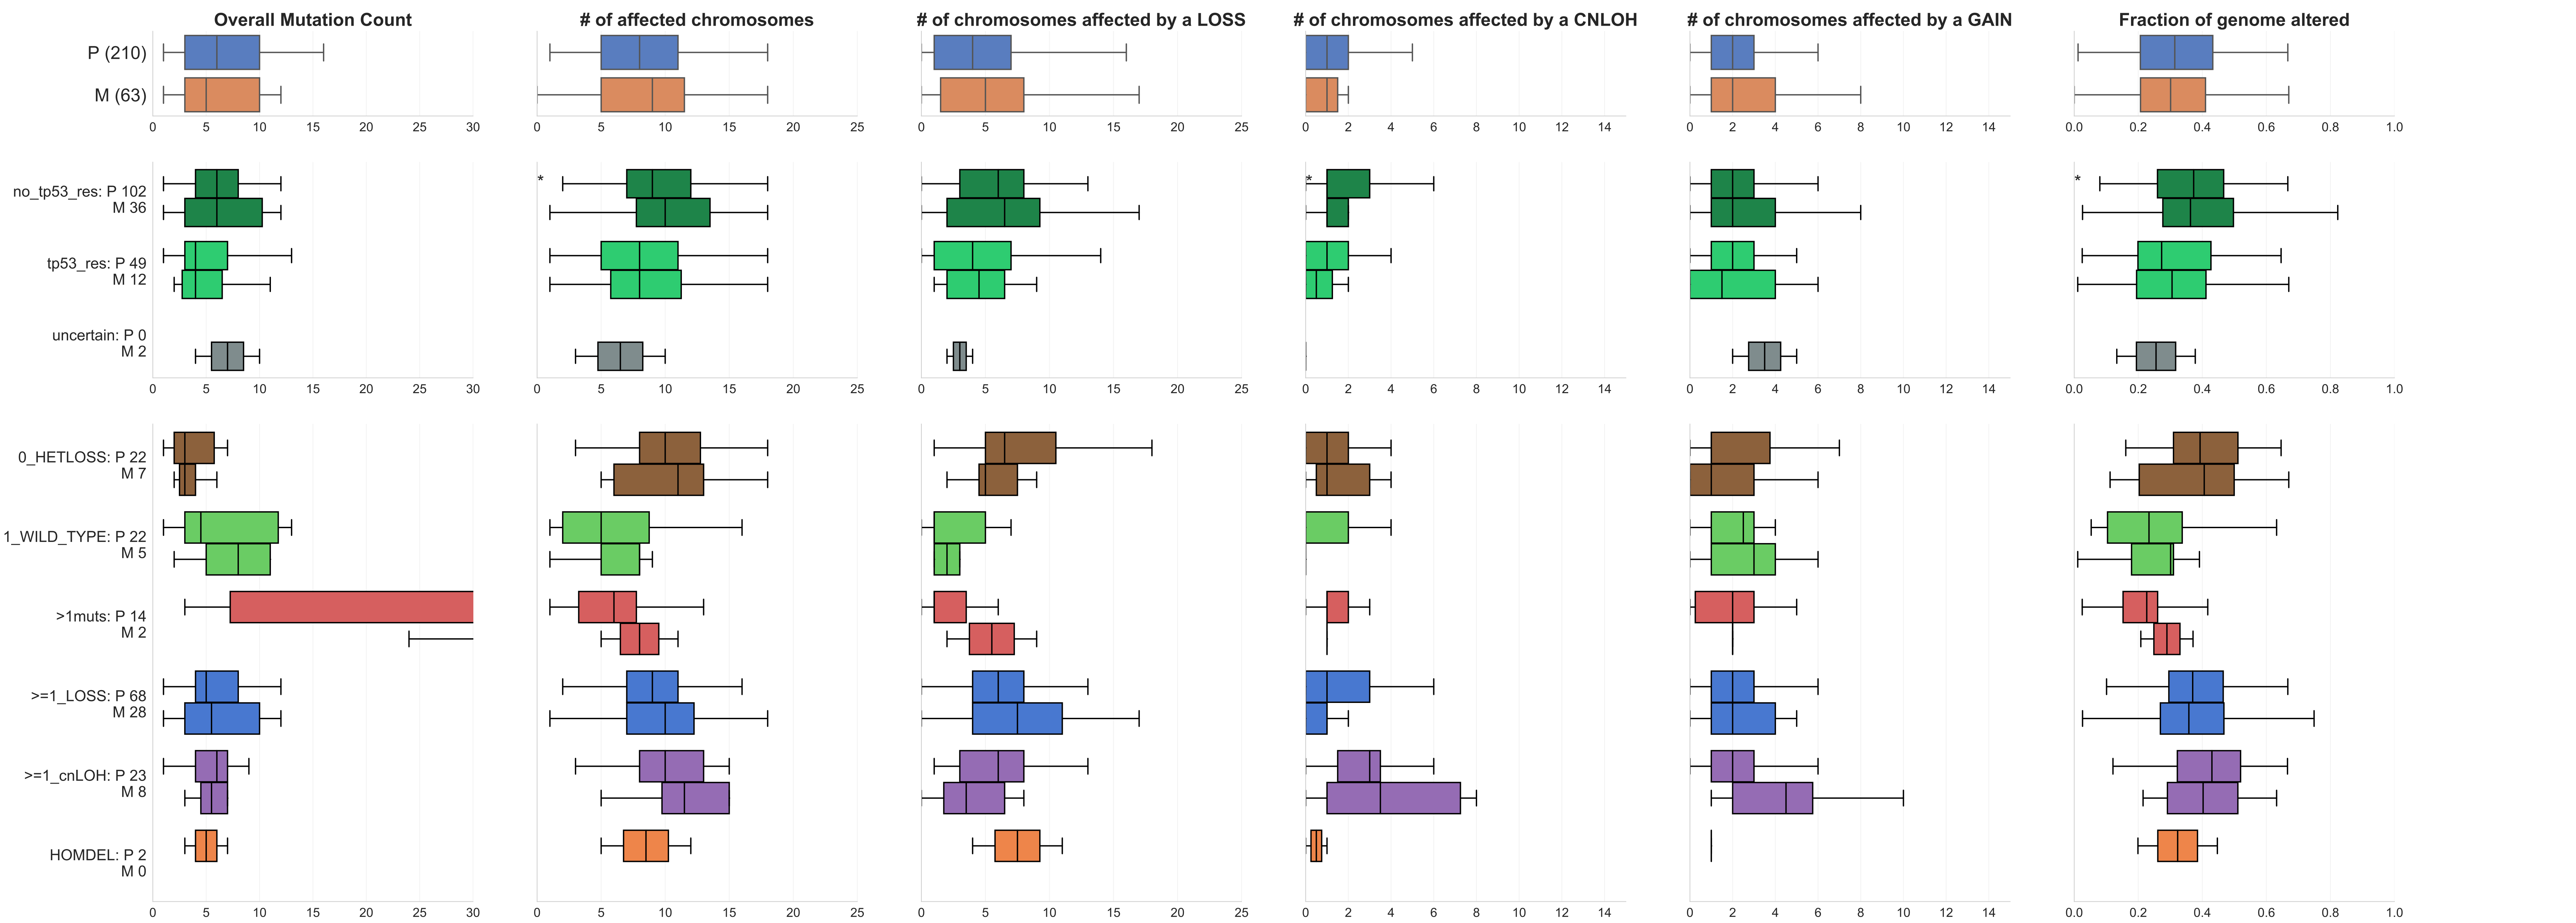 Overall Mutation Count
# of affected chromosomes
# of chromosomes affected by a LOSS
# of chromosomes affected by a CNLOH
# of chromosomes affected by a GAIN
Fraction of genome altered
P (210)
M (63)
0 5 10 15 20 25 30
0 5 10 15 20 25
0 5 10 15 20 25
0 2 4 6 8 10 12 14
0 2 4 6 8 10 12 14
0.0 0.2 0.4 0.6 0.8 1.0
* * *
no_tp53_res: P 102
M 36
tp53_res: P 49
M 12
uncertain: P 0
M 2
0 5 10 15 20 25 30
0 5 10 15 20 25
0 5 10 15 20 25
0 2 4 6 8 10 12 14
0 2 4 6 8 10 12 14
0.0 0.2 0.4 0.6 0.8 1.0
0_HETLOSS: P 22
M 7
1_WILD_TYPE: P 22
M 5
>1muts: P 14
M 2
>=1_LOSS: P 68
M 28
>=1_cnLOH: P 23
M 8
HOMDEL: P 2
M 0
0 5 10 15 20 25 30
0 5 10 15 20 25
0 5 10 15 20 25
0 2 4 6 8 10 12 14
0 2 4 6 8 10 12 14
0.0 0.2 0.4 0.6 0.8 1.0